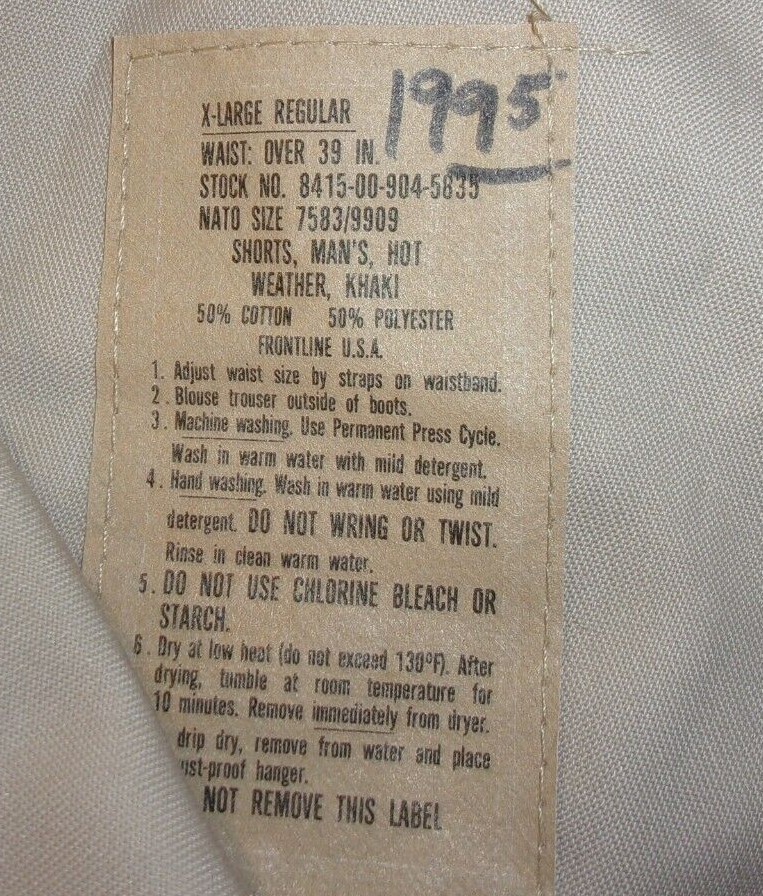 1995
X-LARGE REGULAR
WAIST: OVER 39 IN.
STOCK NO. 8415-00-904-5835
NATO SIZE 7583/9909
SHORTS, MAN'S, HOT
WEATHER, KHAKI
50% COTTON 50% POLYESTER
FRONTLINE U.S.A.
1. Adjust waist size by straps on waistband.
2. Blouse trouser outside of boots.
3. Machine washing. Use Permanent Press Cycle.
Wash in warm water with mild detergent.
4. Hand washing. Wash in warm water using mild
detergent. DO NOT WRING OR TWIST.
Rinse in clean warm water.
5. DO NOT USE CHLORINE BLEACH OR
STARCH.
6. Dry at low heat (do not exceed 130ºF). After
drying, tumble at room temperature for
10 minutes. Remove immediately from dryer.
drip dry, remove from water and place
ust-proof hanger.
NOT REMOVE THIS LABEL